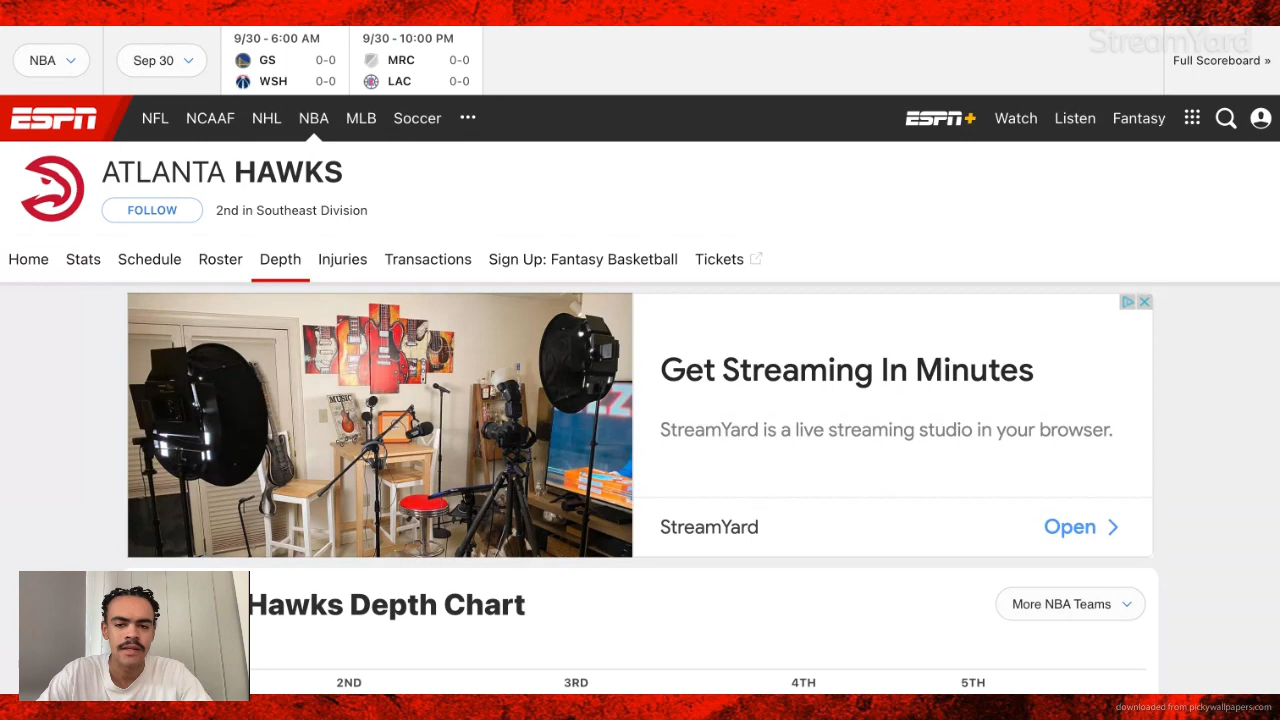 StreamYard
NBA
Sep 30
9/30 - 6:00 AM
GS 0-0
WSH 0-0
9/30 - 10:00 PM
MRC 0-0
LAC 0-0
Full Scoreboard »
ESPN NFL NCAAF NHL NBA MLB Soccer ••• ESPN+ Watch Listen Fantasy
ATLANTA HAWKS
FOLLOW 2nd in Southeast Division
Home Stats Schedule Roster Depth Injuries Transactions Sign Up: Fantasy Basketball Tickets
MUSIC
Get Streaming In Minutes
StreamYard is a live streaming studio in your browser.
StreamYard Open
Hawks Depth Chart
More NBA Teams
2ND 3RD 4TH 5TH
downloaded from pickywallpapers.com